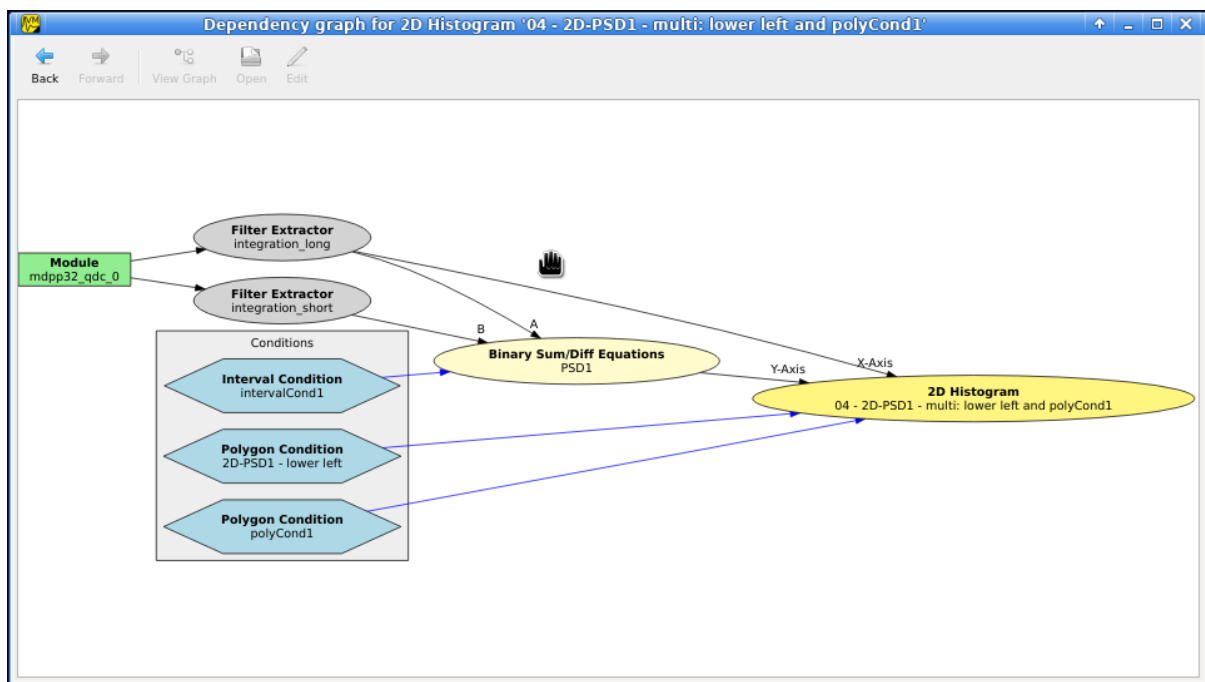 Dependency graph for 2D Histogram '04 - 2D-PSD1 - multi: lower left and polyCond1'
Back
Forward
View Graph
Open
Edit
Filter Extractor
integration_long
Module
mdpp32_qdc_0
Filter Extractor
integration_short
A
B
Conditions
Binary Sum/Diff Equations
PSD1
X-Axis
Y-Axis
Interval Condition
intervalCond1
2D Histogram
04 - 2D-PSD1 - multi: lower left and polyCond1
Polygon Condition
2D-PSD1 - lower left
Polygon Condition
polyCond1